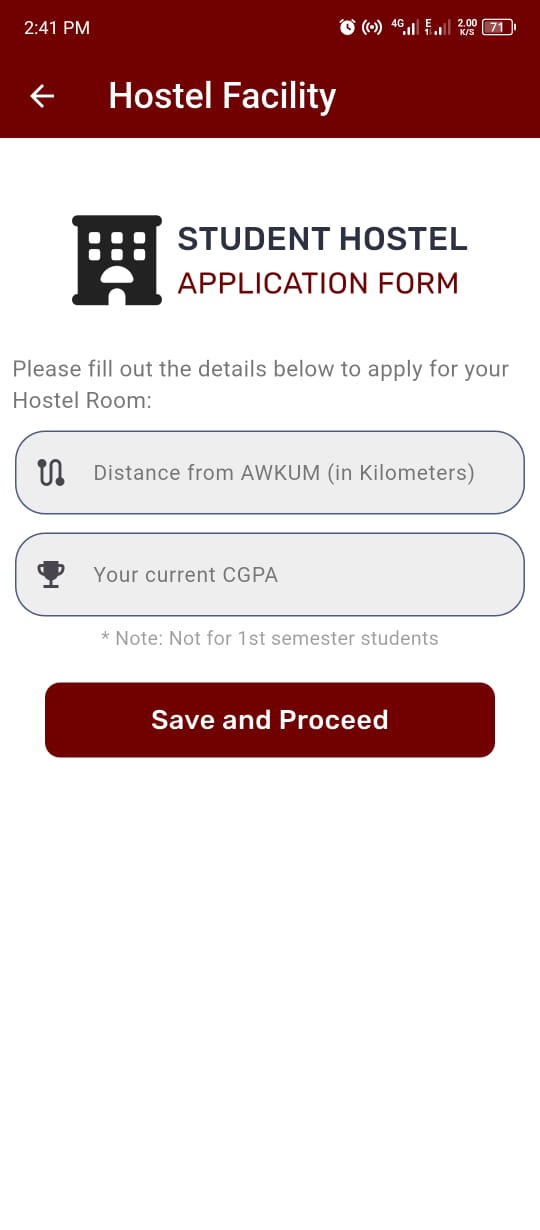 2:41 PM
4G
E
1
2.00
K/S
71
Hostel Facility
STUDENT HOSTEL
APPLICATION FORM
Please fill out the details below to apply for your
Hostel Room:
Distance from AWKUM (in Kilometers)
Your current CGPA
* Note: Not for 1st semester students
Save and Proceed